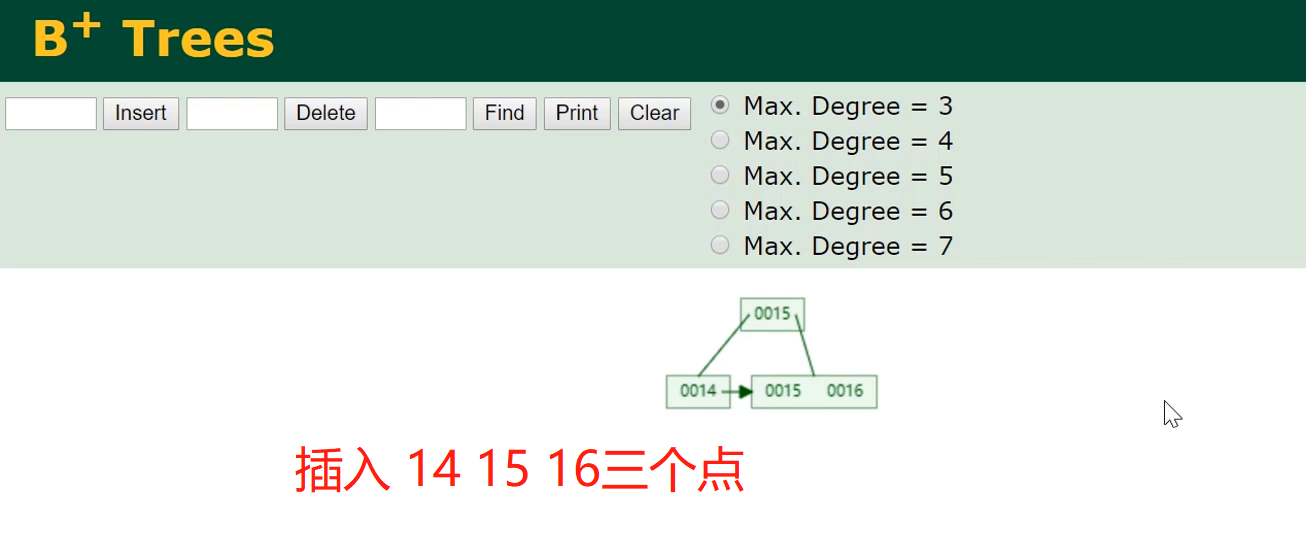 B+ Trees
Insert Delete Find Print Clear
Max. Degree = 3
Max. Degree = 4
Max. Degree = 5
Max. Degree = 6
Max. Degree = 7
0015
0014 0015 0016
插入 14 15 16三个点